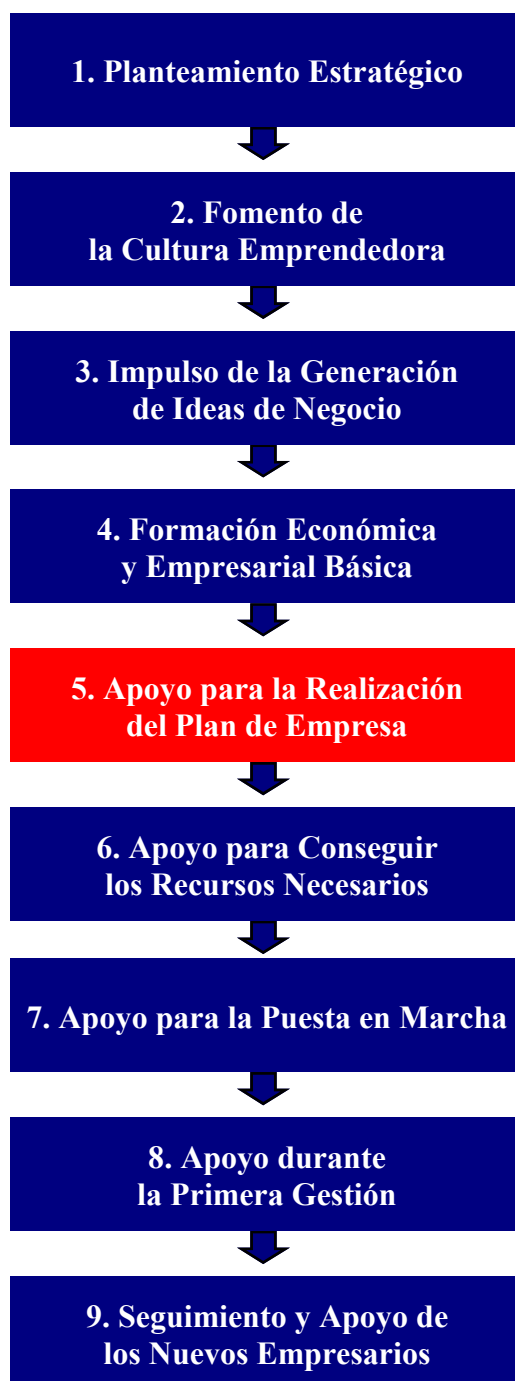 1. Planteamiento Estratégico
2. Fomento de
la Cultura Emprendedora
3. Impulso de la Generación
de Ideas de Negocio
4. Formación Económica
y Empresarial Básica
5. Apoyo para la Realización
del Plan de Empresa
6. Apoyo para Conseguir
los Recursos Necesarios
7. Apoyo para la Puesta en Marcha
8. Apoyo durante
la Primera Gestión
9. Seguimiento y Apoyo de
los Nuevos Empresarios